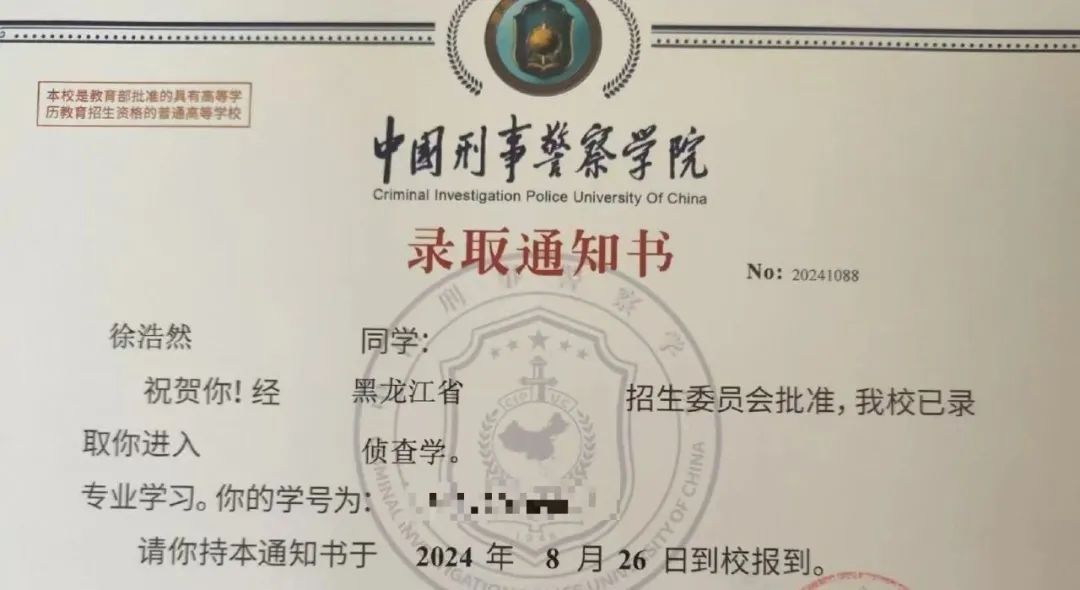 本校是教育部批准的具有高等学
历教育招生资格的普通高等学校
中国刑事警察学院
Criminal Investigation Police University Of China
录取通知书
No: 20241088
徐浩然 同学:
祝贺你! 经 黑龙江省 招生委员会批准, 我校已录
取你进入 侦查学。
专业学习。你的学号为:
请你持本通知书于 2024 年 8 月 26 日到校报到。
CIPUC
1948